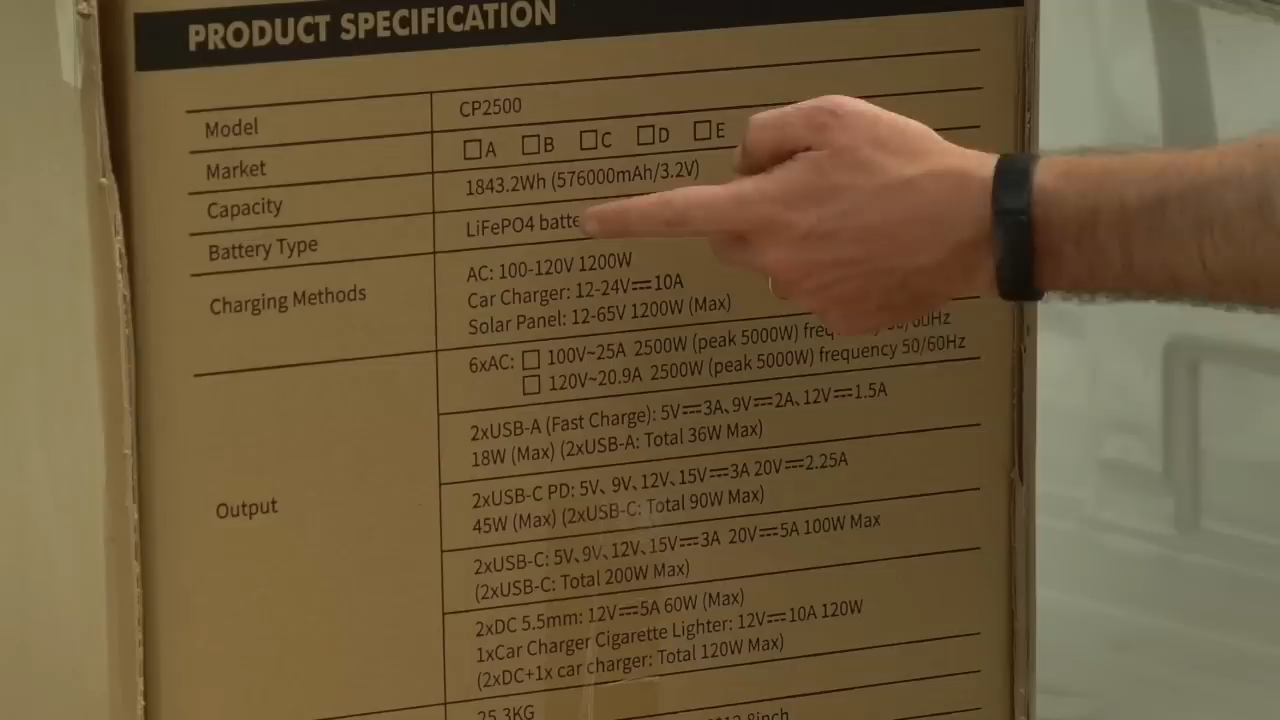 PRODUCT SPECIFICATION
Model
CP2500
Market
□A □B □C □D □E
Capacity
1843.2Wh (576000mAh/3.2V)
Battery Type
LiFePO4 batte
Charging Methods
AC: 100-120V 1200W
Car Charger: 12-24V⎓10A
Solar Panel: 12-65V 1200W (Max)
Output
6xAC: □ 100V~25A 2500W (peak 5000W) frequency 50/60Hz
□ 120V~20.9A 2500W (peak 5000W) frequency 50/60Hz
2xUSB-A (Fast Charge): 5V⎓3A、9V⎓2A、12V⎓1.5A
18W (Max) (2xUSB-A: Total 36W Max)
2xUSB-C PD: 5V、9V、12V、15V⎓3A 20V⎓2.25A
45W (Max) (2xUSB-C: Total 90W Max)
2xUSB-C: 5V、9V、12V、15V⎓3A 20V⎓5A 100W Max
(2xUSB-C: Total 200W Max)
2xDC 5.5mm: 12V⎓5A 60W (Max)
1xCar Charger Cigarette Lighter: 12V⎓10A 120W
(2xDC+1x car charger: Total 120W Max)
25.3KG